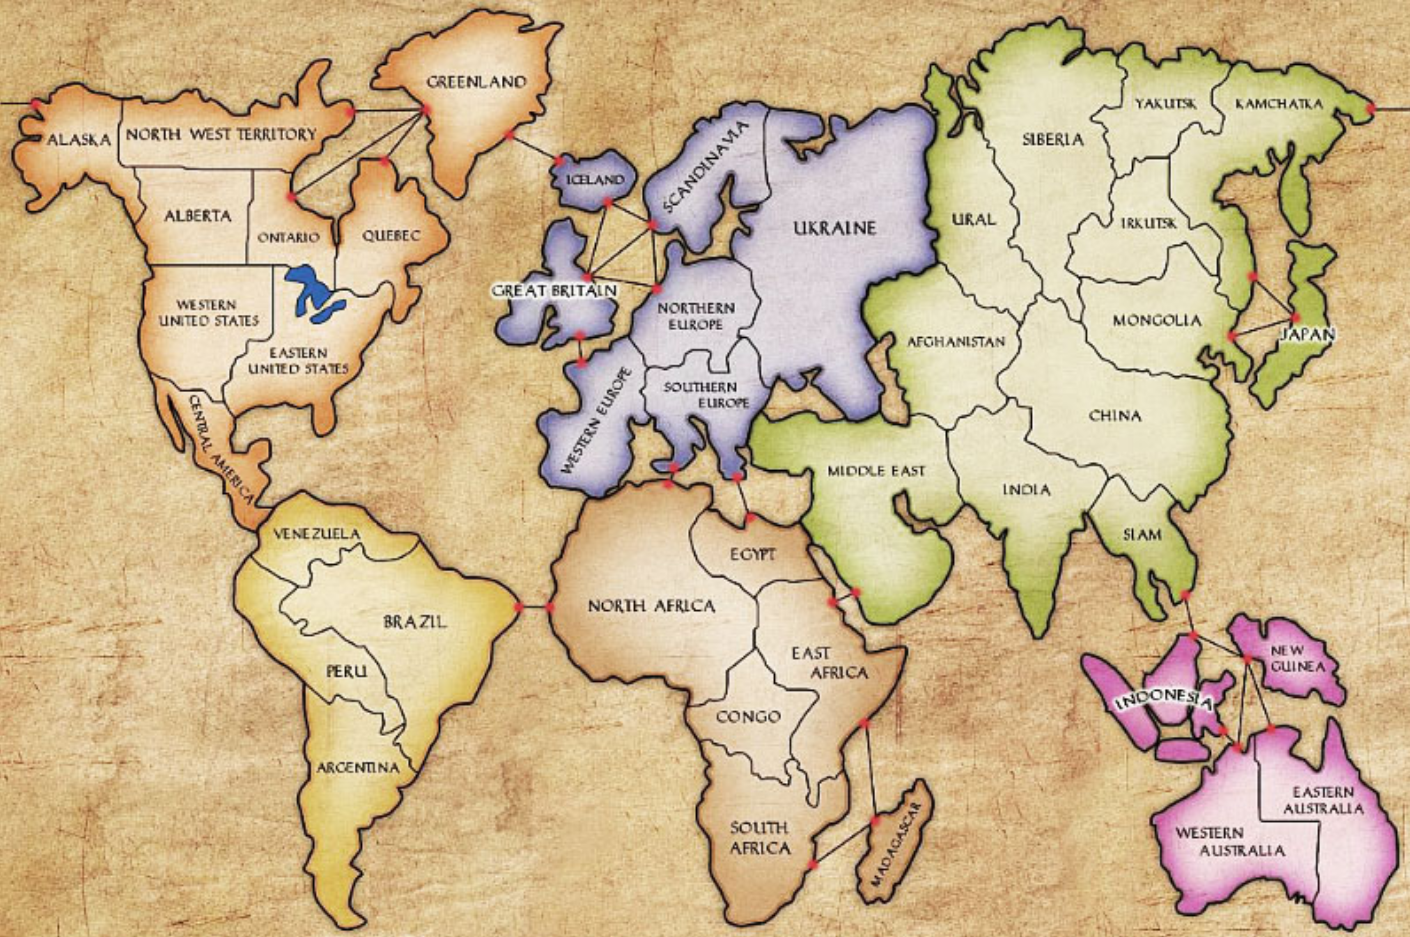 GREENLAND
ALASKA
NORTH WEST TERRITORY
ALBERTA
ONTARIO
QUEBEC
WESTERN
UNITED STATES
EASTERN
UNITED STATES
CENTRAL AMERICA
VENEZUELA
BRAZIL
PERU
ARGENTINA
ICELAND
SCANDINAVIA
UKRAINE
GREAT BRITAIN
NORTHERN
EUROPE
SOUTHERN
EUROPE
WESTERN EUROPE
NORTH AFRICA
EGYPT
EAST
AFRICA
CONGO
SOUTH
AFRICA
MADAGASCAR
SIBERIA
YAKUTSK
KAMCHATKA
URAL
IRKUTSK
MONGOLIA
JAPAN
AFGHANISTAN
CHINA
MIDDLE EAST
INDIA
SIAM
INDONESIA
NEW
GUINEA
WESTERN
AUSTRALIA
EASTERN
AUSTRALIA